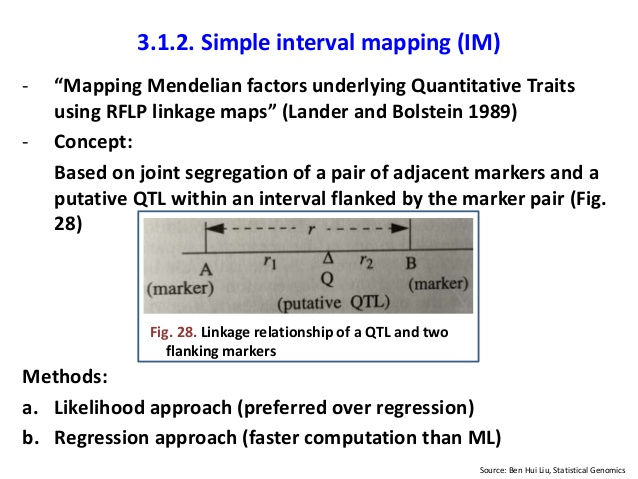 3.1.2. Simple interval mapping (IM)
- “Mapping Mendelian factors underlying Quantitative Traits
using RFLP linkage maps” (Lander and Bolstein 1989)
- Concept:
Based on joint segregation of a pair of adjacent markers and a
putative QTL within an interval flanked by the marker pair (Fig.
28)
r
r₁ Δ r₂
A Q B
(marker) (marker)
(putative QTL)
Fig. 28. Linkage relationship of a QTL and two
flanking markers
Methods:
a. Likelihood approach (preferred over regression)
b. Regression approach (faster computation than ML)
Source: Ben Hui Liu, Statistical Genomics